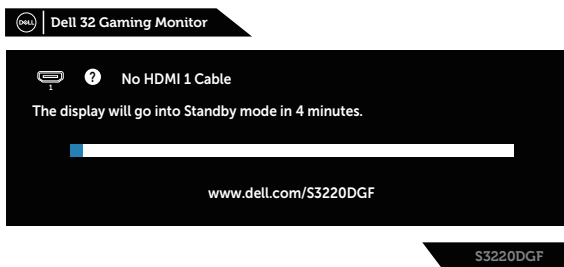 DELL Dell 32 Gaming Monitor
1 ? No HDMI 1 Cable
The display will go into Standby mode in 4 minutes.
www.dell.com/S3220DGF
S3220DGF